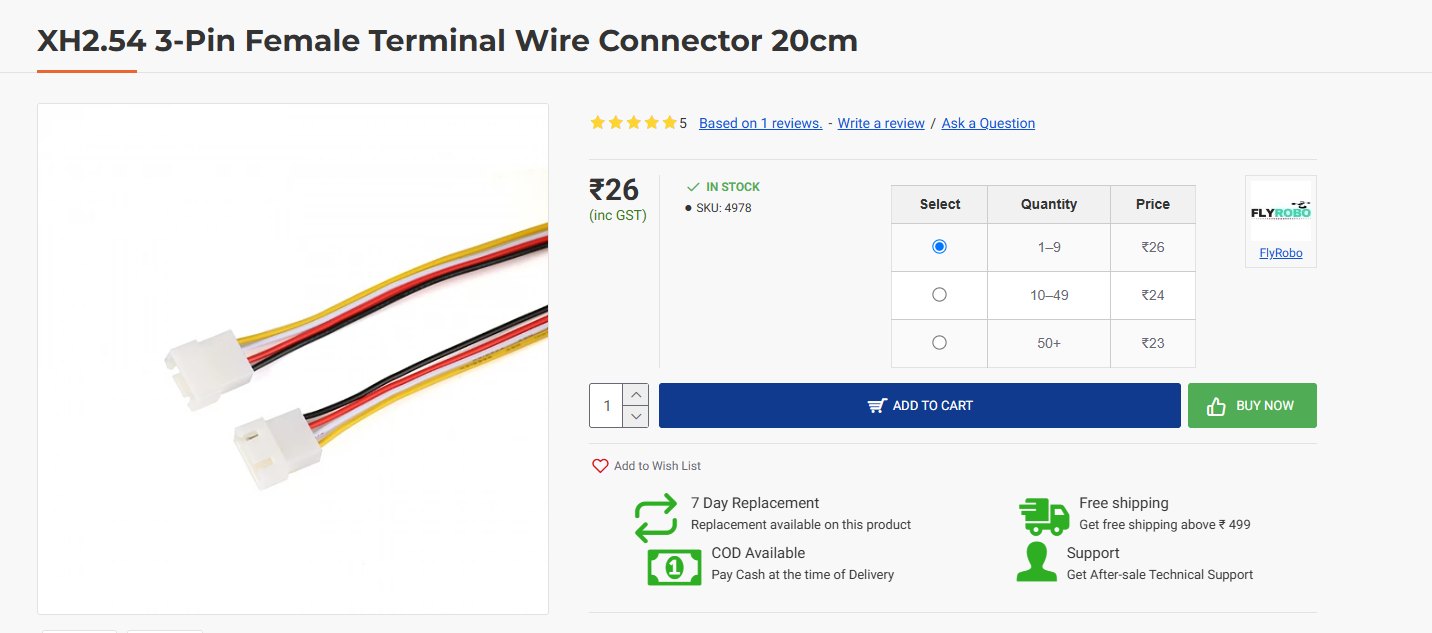 XH2.54 3-Pin Female Terminal Wire Connector 20cm
5 Based on 1 reviews. - Write a review / Ask a Question
₹26
(inc GST)
IN STOCK
SKU: 4978
Select Quantity Price
1–9 ₹26
10–49 ₹24
50+ ₹23
FLYROBO
FlyRobo
1
ADD TO CART
BUY NOW
Add to Wish List
7 Day Replacement
Replacement available on this product
Free shipping
Get free shipping above ₹ 499
1
COD Available
Pay Cash at the time of Delivery
Support
Get After-sale Technical Support